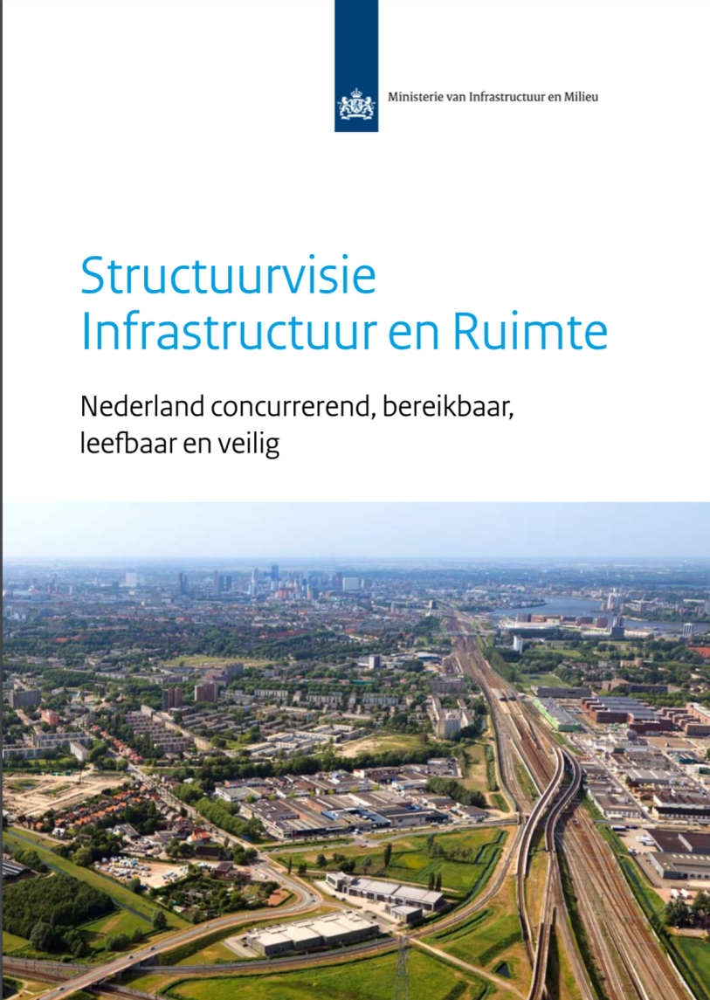 Ministerie van Infrastructuur en Milieu
Structuurvisie
Infrastructuur en Ruimte
Nederland concurrerend, bereikbaar,
leefbaar en veilig